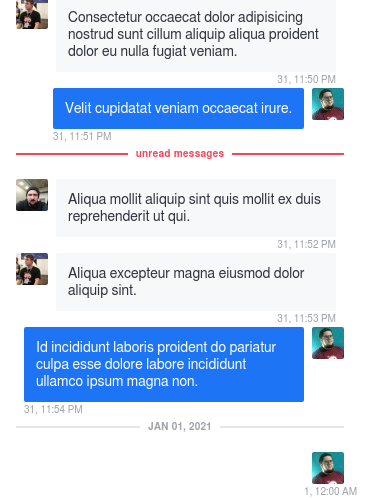 Consectetur occaecat dolor adipisicing
nostrud sunt cillum aliquip aliqua proident
dolor eu nulla fugiat veniam.
31, 11:50 PM
Velit cupidatat veniam occaecat irure.
31, 11:51 PM
unread messages
Aliqua mollit aliquip sint quis mollit ex duis
reprehenderit ut qui.
31, 11:52 PM
Aliqua excepteur magna eiusmod dolor
aliquip sint.
31, 11:53 PM
Id incididunt laboris proident do pariatur
culpa esse dolore labore incididunt
ullamco ipsum magna non.
31, 11:54 PM
JAN 01, 2021
1, 12:00 AM